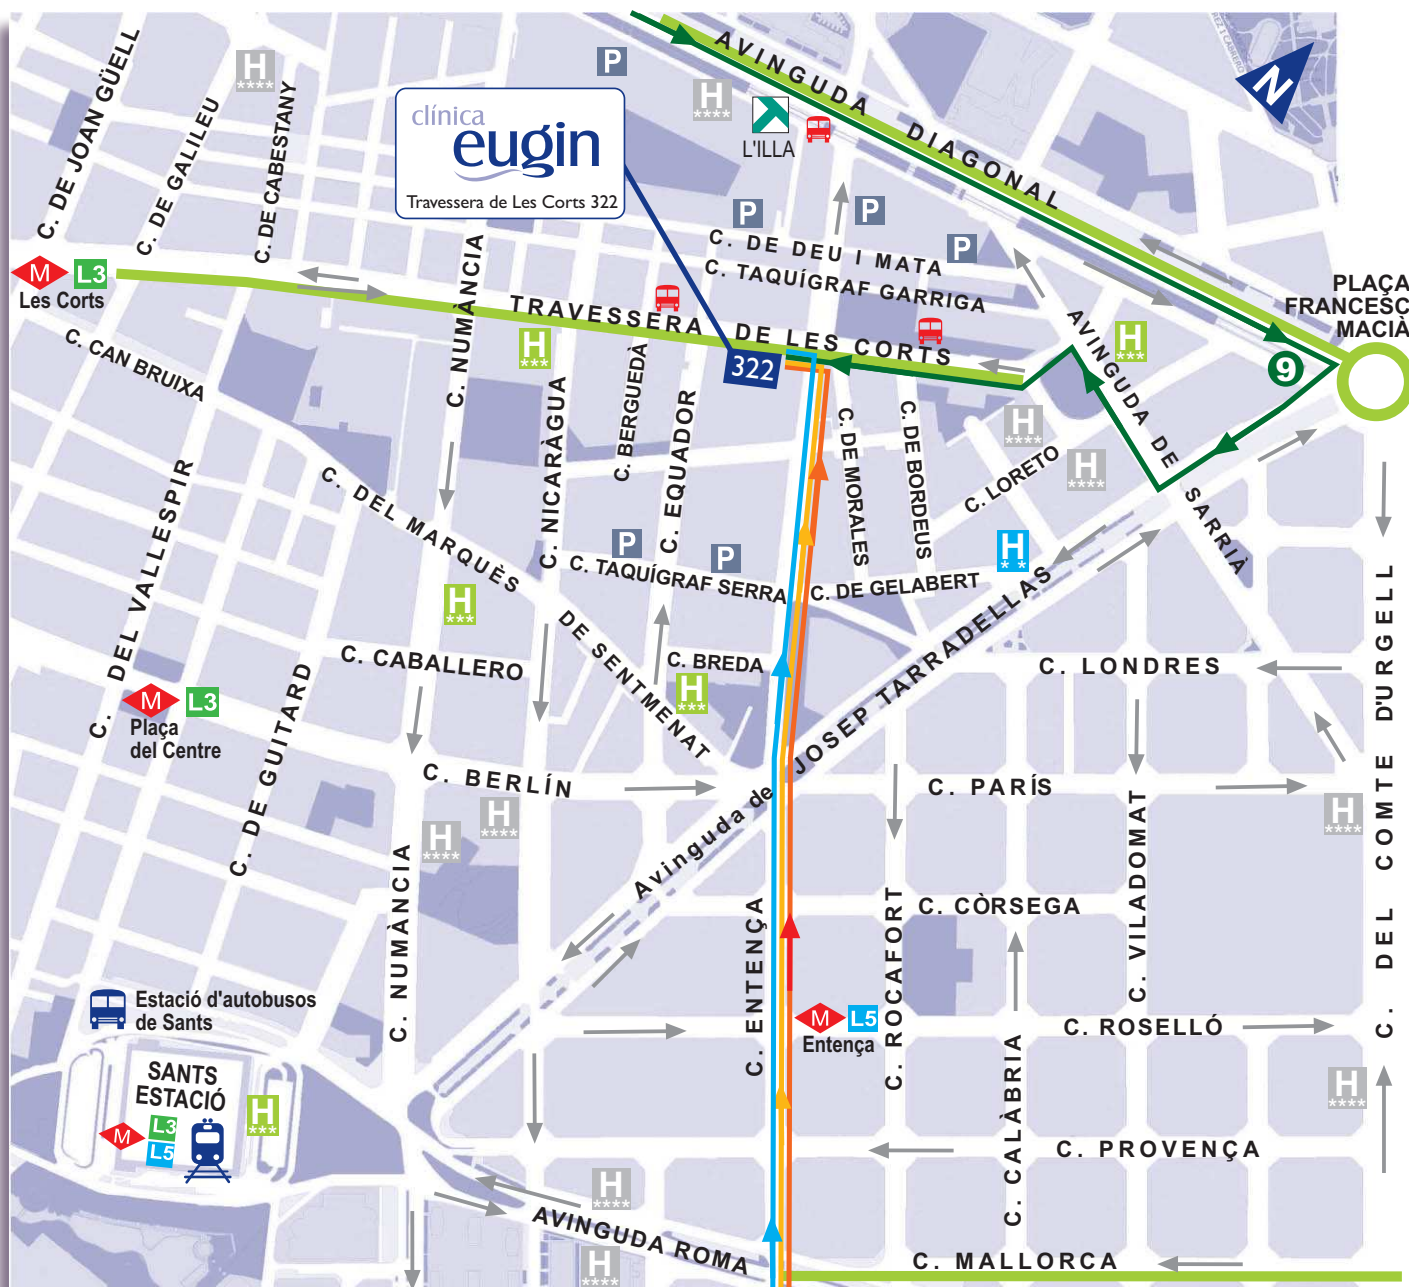 AVINGUDA DIAGONAL
N
C. DE JOAN GÜELL
C. DE GALILEU
C. DE CABESTANY
H
****
P
H
****
L'ILLA
clínica
eugin
Travessera de Les Corts 322
P
P
P
C. DE DEU I MATA
C. TAQUÍGRAF GARRIGA
M L3
Les Corts
C. NUMÀNCIA
TRAVESSERA DE LES CORTS
322
H
***
PLAÇA
FRANCESC
MACIÀ
9
H
***
AVINGUDA DE SARRIÀ
C. CAN BRUIXA
C. NICARÀGUA
C. BERGUEDÀ
C. EQUADOR
C. DE MORALES
C. DE BORDEUS
C. LORETO
H
****
H
****
C. DEL VALLESPIR
C. DEL MARQUÈS DE SENTMENAT
P
P
C. TAQUÍGRAF SERRA
C. DE GELABERT
H
**
H
***
C. CABALLERO
C. BREDA
H
***
C. LONDRES
C. DEL COMTE D'URGELL
M L3
Plaça
del Centre
C. DE GUITARD
C. BERLÍN
Avinguda de JOSEP TARRADELLAS
C. PARÍS
H
****
H
****
H
****
C. NUMÀNCIA
C. ENTENÇA
C. ROCAFORT
C. CÒRSEGA
C. VILADOMAT
Estació d'autobusos
de Sants
M L5
Entença
C. ROSELLÓ
SANTS
ESTACIÓ
M L3
L5
H
***
C. CALÀBRIA
H
****
C. PROVENÇA
H
****
AVINGUDA ROMA
H
****
C. MALLORCA